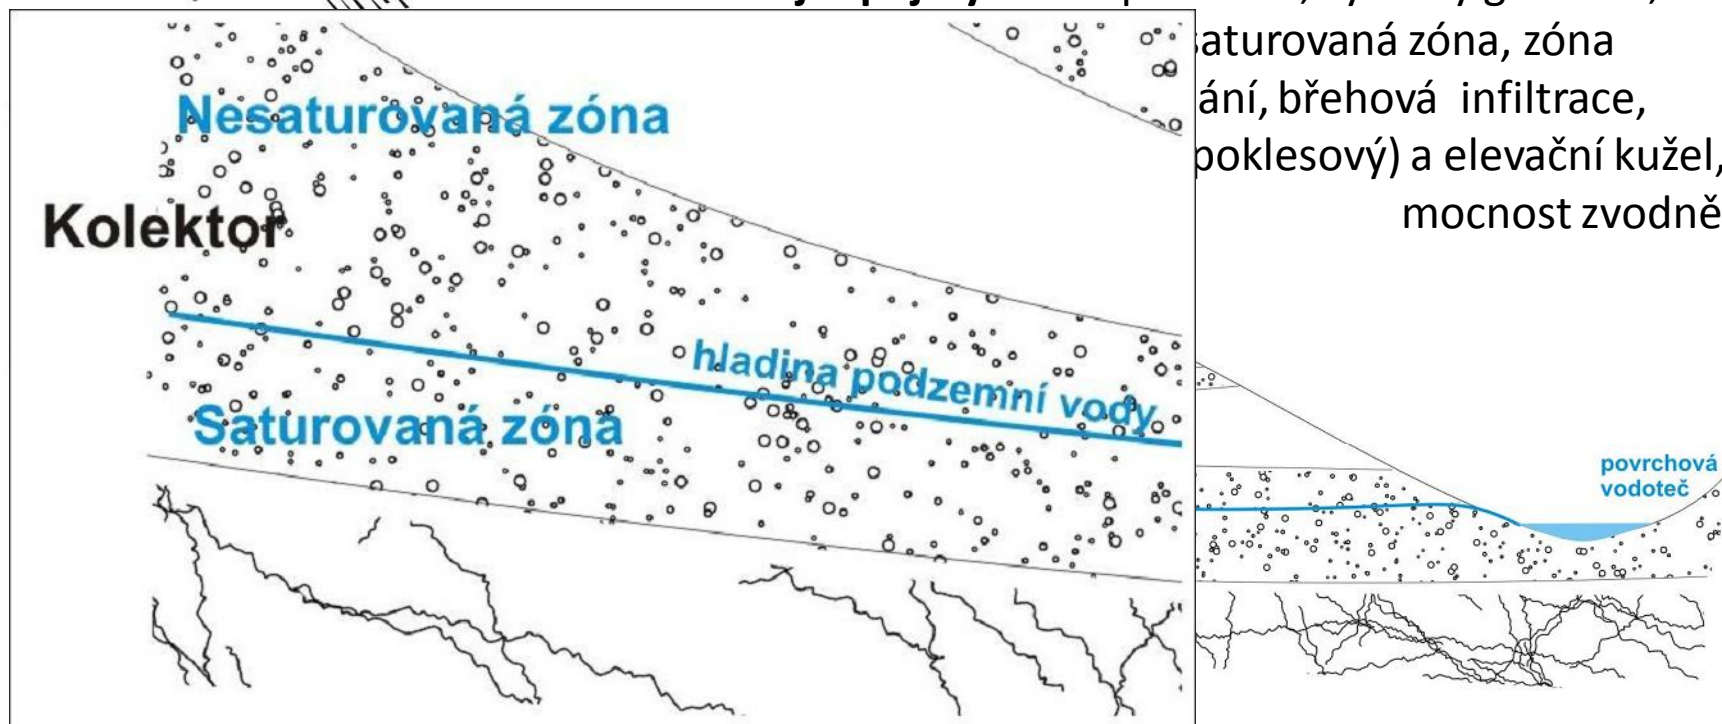 saturovaná zóna, zóna
ání, břehová infiltrace,
poklesový) a elevační kužel,
mocnost zvodně
Nesaturovaná zóna
Kolektor
hladina podzemní vody
Saturovaná zóna
povrchová
vodoteč